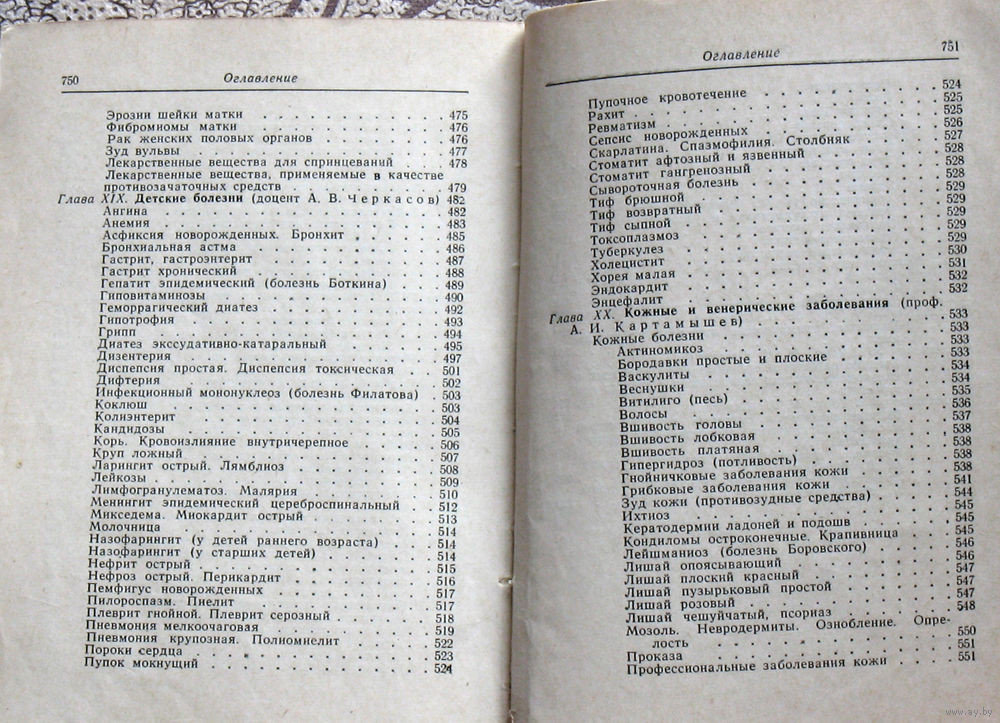 750 Оглавление
Эрозии шейки матки . . . 475
Фибромиомы матки . . . 476
Рак женских половых органов . . . 476
Зуд вульвы . . . 477
Лекарственные вещества для спринцеваний . . . 478
Лекарственные вещества, применяемые в качестве
противозачаточных средств . . . 479
Глава XIX. Детские болезни (доцент А. В. Черкасов) 482
Ангина . . . 482
Анемия . . . 483
Асфиксия новорожденных. Бронхит . . . 485
Бронхиальная астма . . . 486
Гастрит, гастроэнтерит . . . 487
Гастрит хронический . . . 488
Гепатит эпидемический (болезнь Боткина) . . . 489
Гиповитаминозы . . . 490
Геморрагический диатез . . . 492
Гипотрофия . . . 493
Грипп . . . 494
Диатез экссудативно-катаральный . . . 495
Дизентерия . . . 497
Диспепсия простая. Диспепсия токсическая . . . 501
Дифтерия . . . 502
Инфекционный мононуклеоз (болезнь Филатова) . 503
Коклюш . . . 503
Колиэнтерит . . . 504
Кандидозы . . . 505
Корь. Кровоизлияние внутричерепное . . . 506
Круп ложный . . . 507
Ларингит острый. Лямблиоз . . . 508
Лейкозы . . . 509
Лимфогранулематоз. Малярия . . . 510
Менингит эпидемический цереброспинальный . . . 512
Микседема. Миокардит острый . . . 513
Молочница . . . 514
Назофарингит (у детей раннего возраста) . . . 514
Назофарингит (у старших детей) . . . 514
Нефрит острый . . . 515
Нефроз острый. Перикардит . . . 516
Пемфигус новорожденных . . . 517
Пилороспазм. Пиелит . . . 517
Плеврит гнойной. Плеврит серозный . . . 518
Пневмония мелкоочаговая . . . 519
Пневмония крупозная. Полиомиелит . . . 522
Пороки сердца . . . 523
Пупок мокнущий . . . 524
Оглавление 751
Пупочное кровотечение . . . 524
Рахит . . . 525
Ревматизм . . . 525
Сепсис новорожденных . . . 526
Скарлатина. Спазмофилия. Столбняк . . . 527
Стоматит афтозный и язвенный . . . 528
Стоматит гангренозный . . . 528
Сывороточная болезнь . . . 528
Тиф брюшной . . . 529
Тиф возвратный . . . 529
Тиф сыпной . . . 529
Токсоплазмоз . . . 529
Туберкулез . . . 529
Холецистит . . . 530
Хорея малая . . . 531
Эндокардит . . . 532
Энцефалит . . . 532
Глава XX. Кожные и венерические заболевания (проф.
А. И. Картамышев) . . . 533
Кожные болезни . . . 533
Актиномикоз . . . 533
Бородавки простые и плоские . . . 533
Васкулиты . . . 534
Веснушки . . . 534
Витилиго (песь) . . . 535
Волосы . . . 536
Вшивость головы . . . 537
Вшивость лобковая . . . 538
Вшивость платяная . . . 538
Гипергидроз (потливость) . . . 538
Гнойничковые заболевания кожи . . . 538
Грибковые заболевания кожи . . . 541
Зуд кожи (противозудные средства) . . . 544
Ихтиоз . . . 545
Кератодермии ладоней и подошв . . . 545
Кондиломы остроконечные. Крапивница . . . 545
Лейшманиоз (болезнь Боровского) . . . 546
Лишай опоясывающий . . . 546
Лишай плоский красный . . . 547
Лишай пузырьковый простой . . . 547
Лишай розовый . . . 547
Лишай чешуйчатый, псориаз . . . 548
Мозоль. Невродермиты. Ознобление. Опре-
лость . . . 550
Проказа . . . 551
Профессиональные заболевания кожи . . . 551
www.ay.by